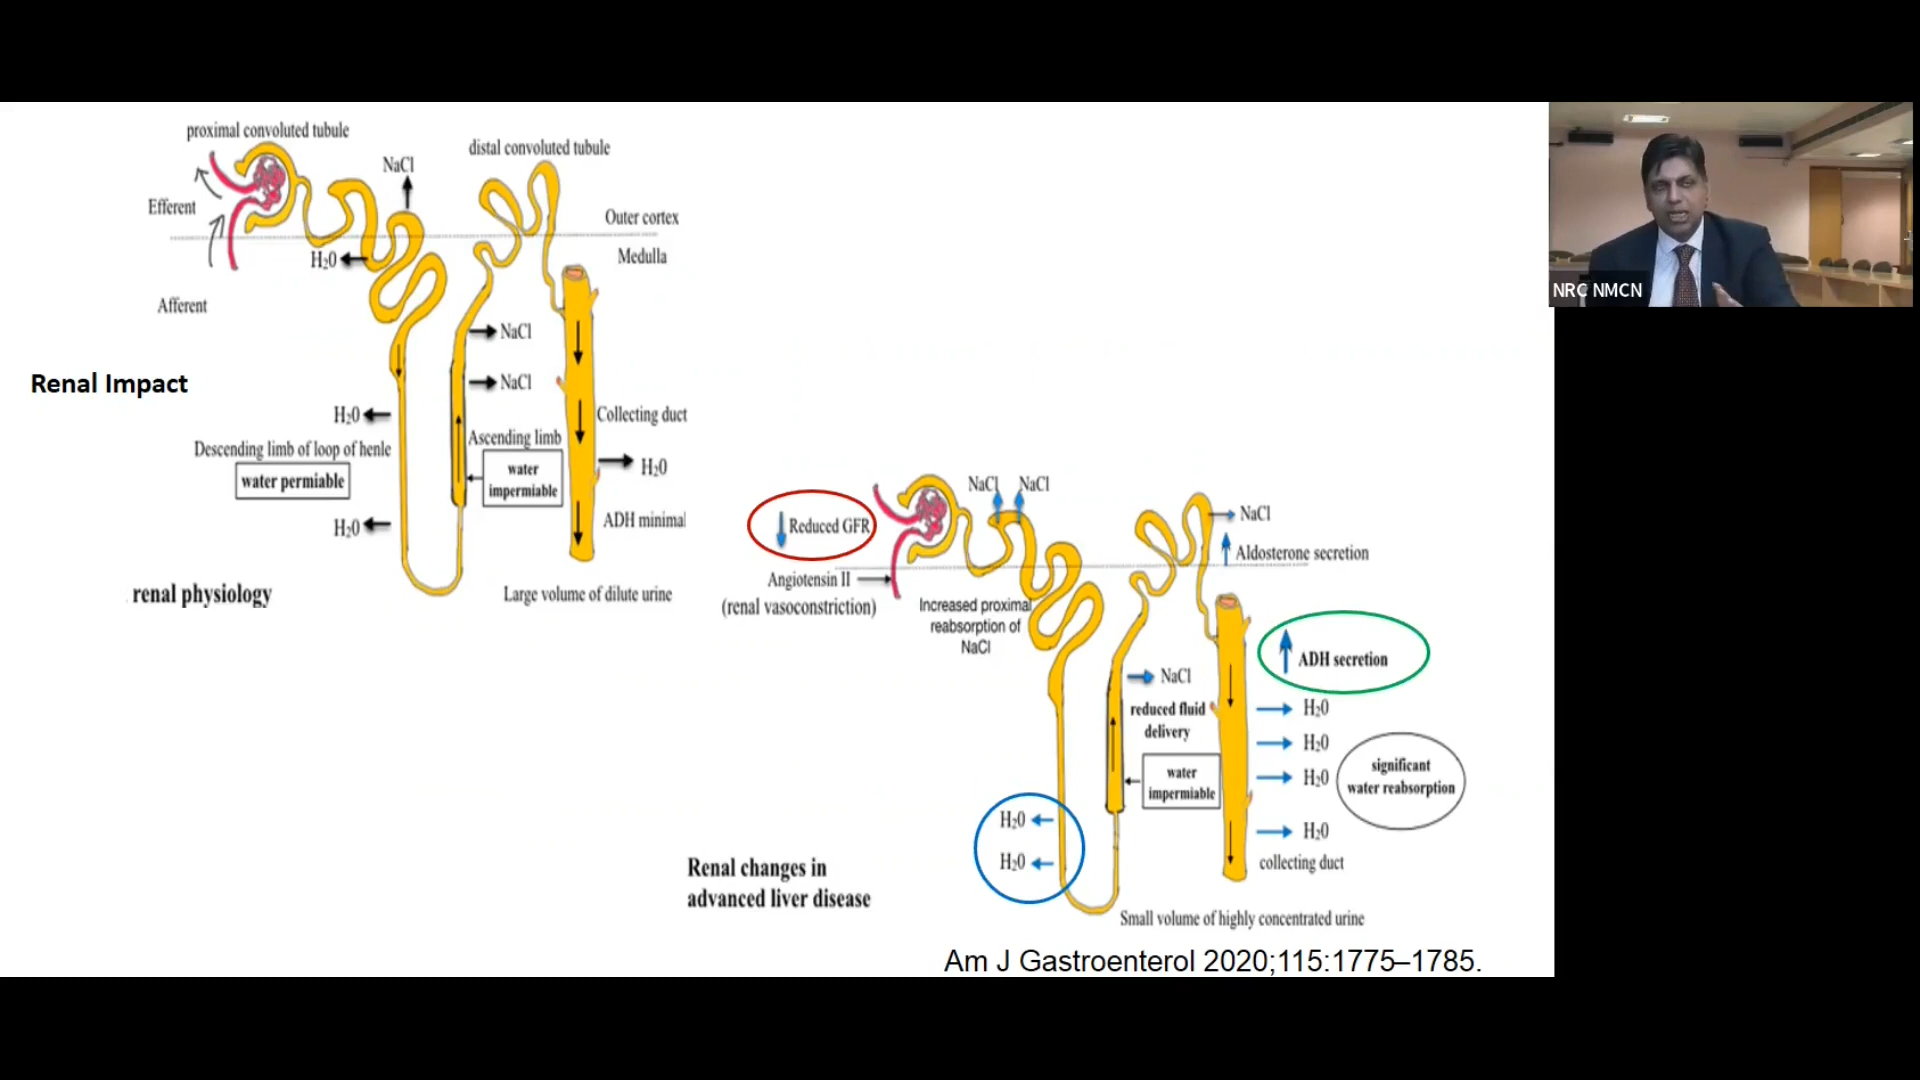 proximal convoluted tubule
NaCl
distal convoluted tubule
Efferent
Outer cortex
H₂0
Medulla
Afferent
NaCl
Renal Impact
NaCl
H₂0
Collecting duct
Descending limb of loop of henle
Ascending limb
water permiable
water
impermiable
H₂0
H₂0
ADH minimal
renal physiology
Large volume of dilute urine
NaCl
NaCl
Reduced GFR
NaCl
Aldosterone secretion
Angiotensin II
(renal vasoconstriction)
Increased proximal
reabsorption of
NaCl
ADH secretion
NaCl
reduced fluid
delivery
H₂0
H₂0
H₂0
significant
water reabsorption
water
impermiable
H₂0
H₂0
H₂0
collecting duct
Renal changes in
advanced liver disease
Small volume of highly concentrated urine
Am J Gastroenterol 2020;115:1775–1785.
NRC NMCN